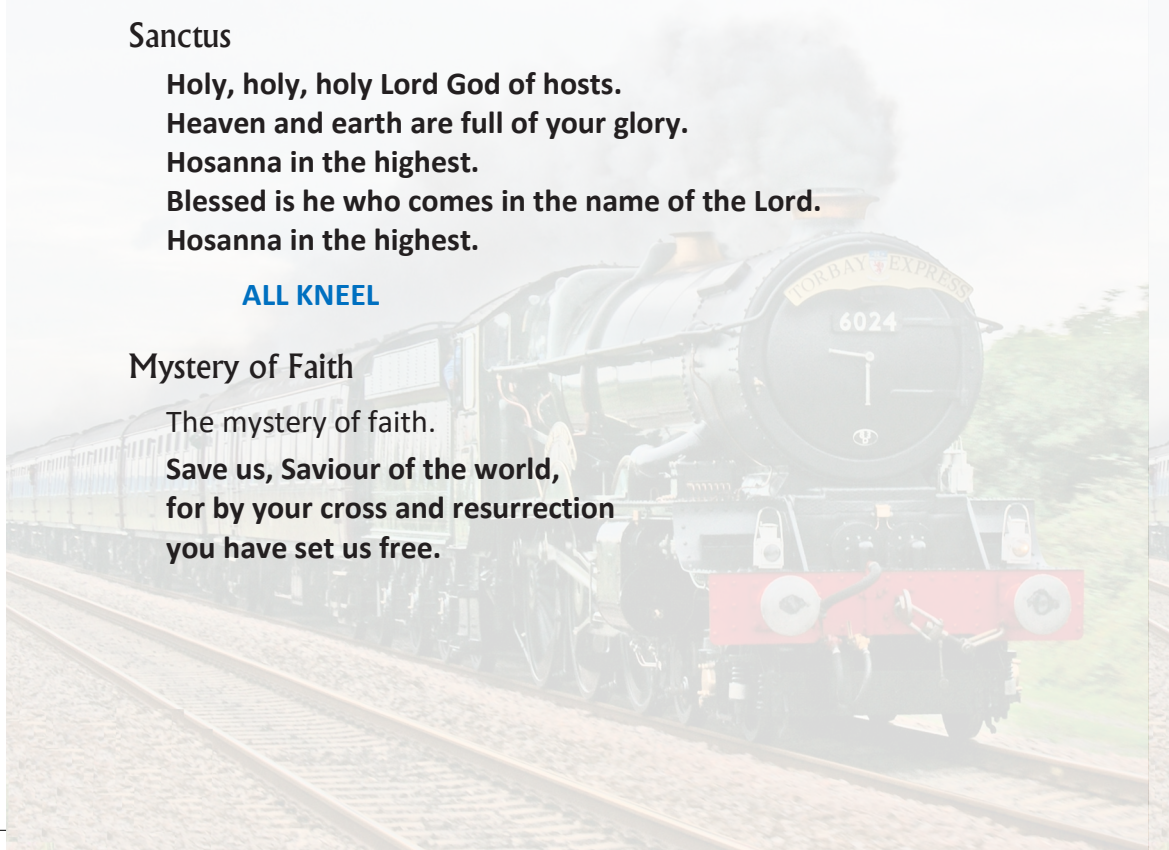 Sanctus
Holy, holy, holy Lord God of hosts.
Heaven and earth are full of your glory.
Hosanna in the highest.
Blessed is he who comes in the name of the Lord.
Hosanna in the highest.
TORBAY EXPRESS
6024
ALL KNEEL
Mystery of Faith
The mystery of faith.
Save us, Saviour of the world,
for by your cross and resurrection
you have set us free.